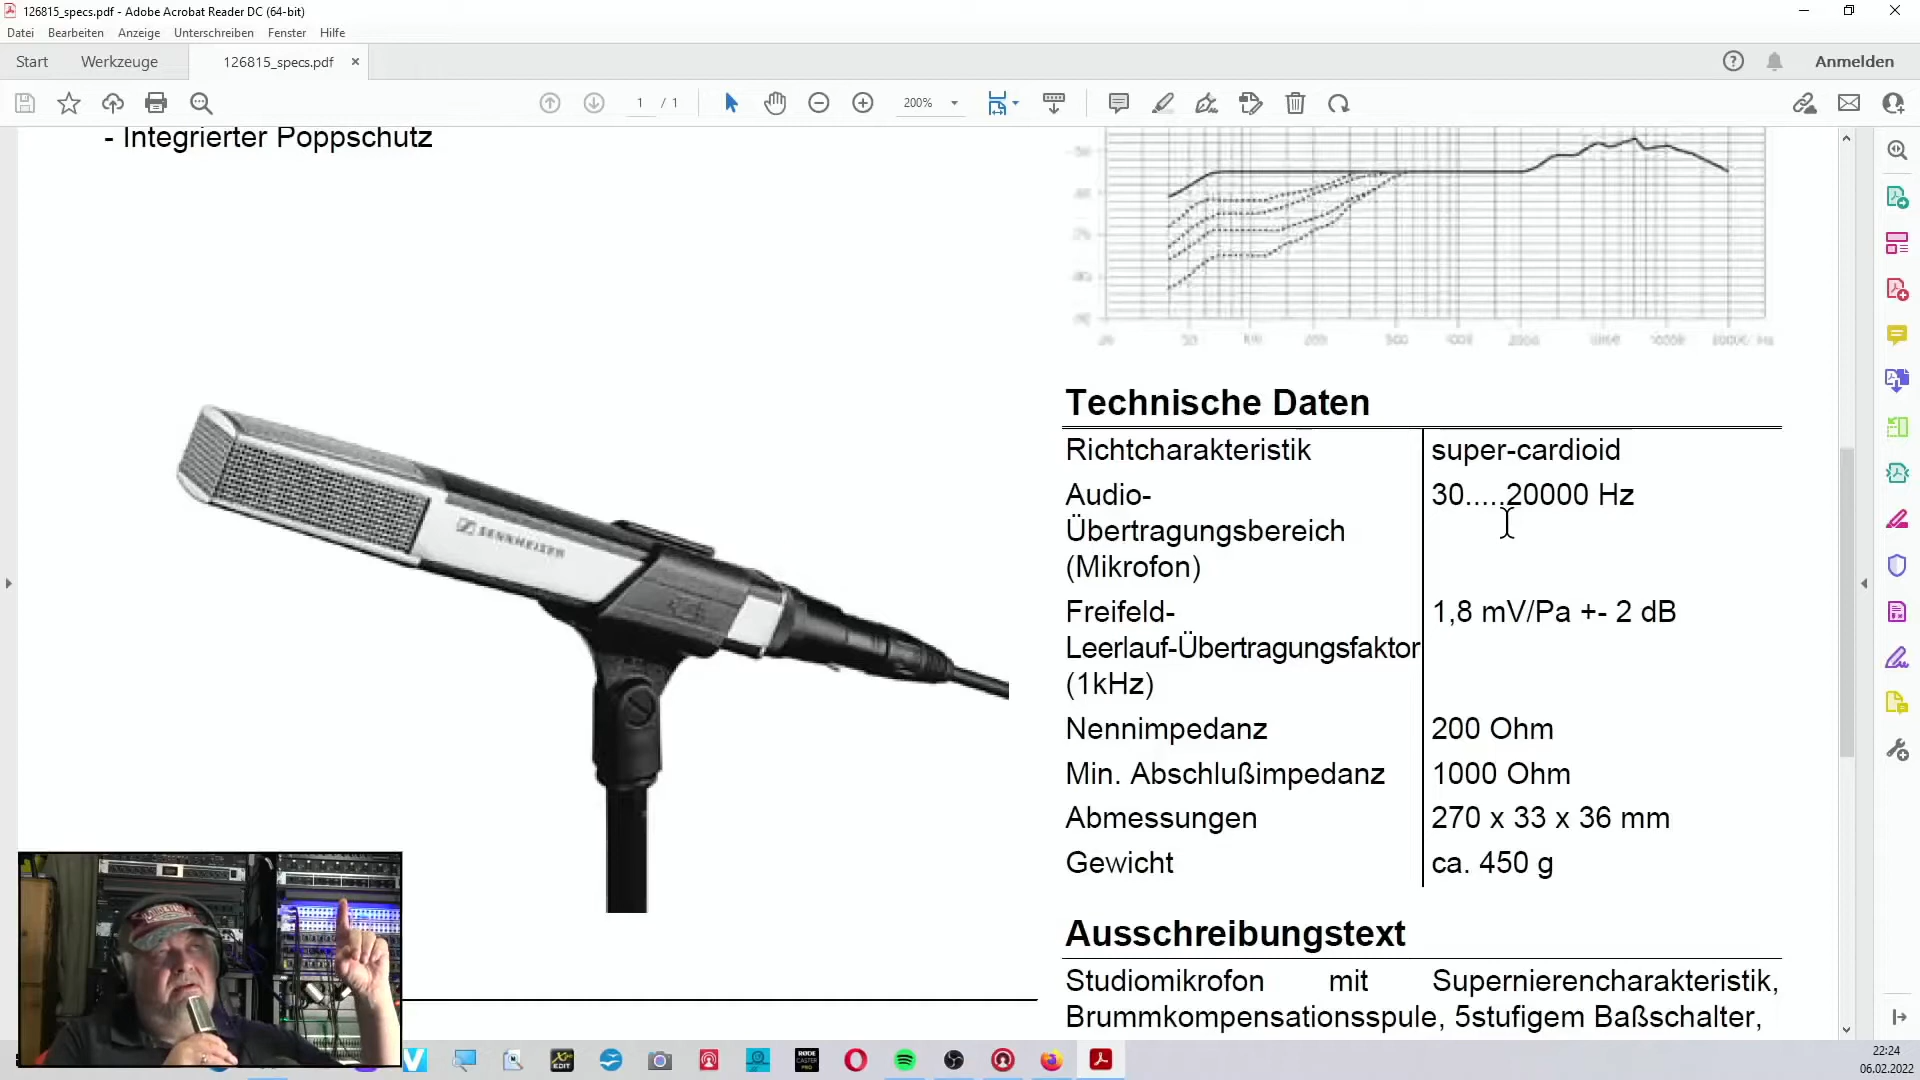 126815_specs.pdf - Adobe Acrobat Reader DC (64-bit)
Datei Bearbeiten Anzeige Unterschreiben Fenster Hilfe
Start Werkzeuge 126815_specs.pdf Anmelden
1 / 1 200%
- Integrierter Poppschutz
SENNHEISER
Technische Daten
Richtcharakteristik super-cardioid
Audio- 30.....20000 Hz
Übertragungsbereich
(Mikrofon)
Freifeld- 1,8 mV/Pa +- 2 dB
Leerlauf-Übertragungsfaktor
(1kHz)
Nennimpedanz 200 Ohm
Min. Abschlußimpedanz 1000 Ohm
Abmessungen 270 x 33 x 36 mm
Gewicht ca. 450 g
Ausschreibungstext
Studiomikrofon mit Supernierencharakteristik,
Brummkompensationsspule, 5stufigem Baßschalter,
22:24
06.02.2022